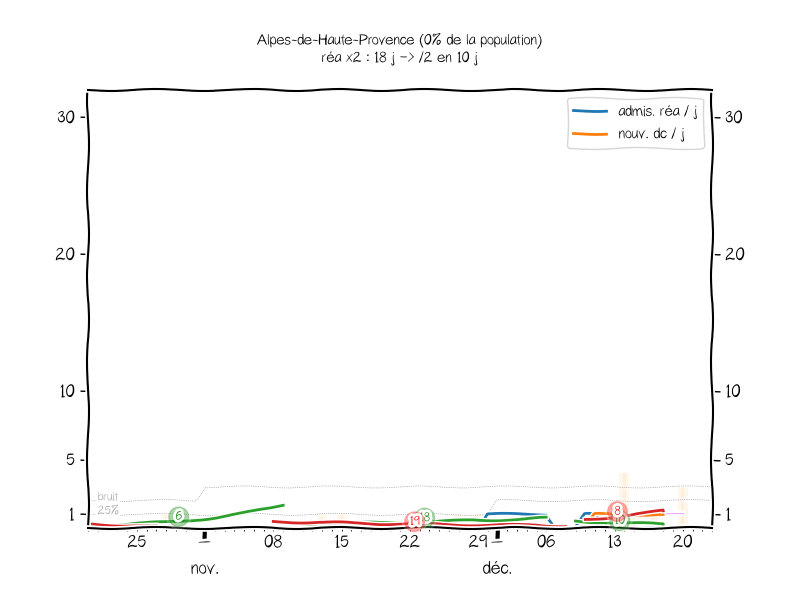 Alpes-de-Haute-Provence (0% de la population)
réa x2 : 18 j -> /2 en 10 j
admis. réa / j
nouv. dc / j
30 30
20 20
10 10
5 5
1 1
bruit
25%
6 19 18 8 10
25 08 15 22 29 06 13 20
nov. déc.